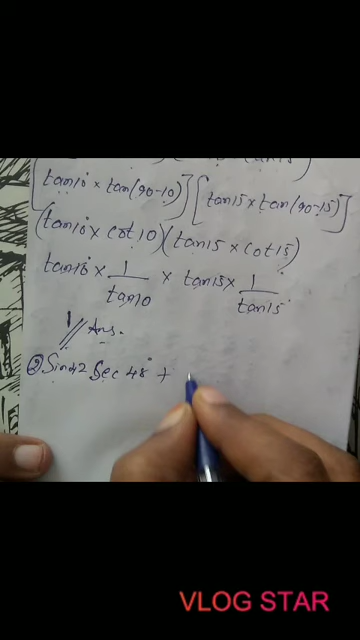 [tan10° × tan(90-10)] [tan15 × tan(90-15)]
(tan10° × cot10) (tan15 × cot15)
tan10° × 1/tan10 × tan15 × 1/tan15°
1 // Ans.
② Sin42 Sec 48° +
VLOG STAR